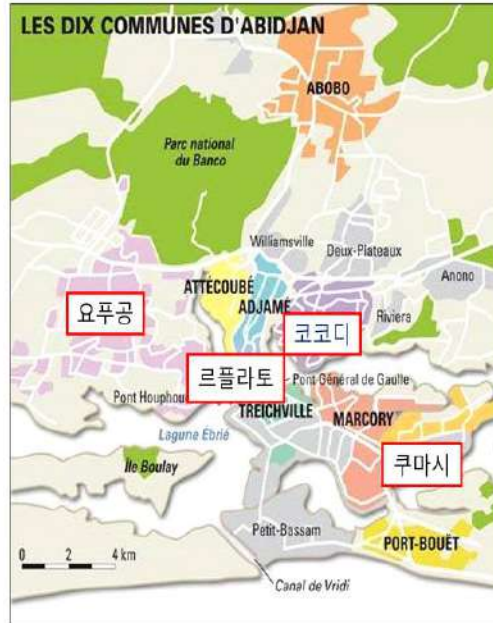 LES DIX COMMUNES D'ABIDJAN
ABOBO
Parc national
du Banco
Williamsville
Deux-Plateaux
ATTÉCOUBÉ
ADJAMÉ
Anono
요푸공
코코디
Riviera
르플라토
Pont Général de Gaulle
Pont Houphou
TREICHVILLE
MARCORY
Lagune Ébrié
쿠마시
Île Boulay
Petit-Bassam
PORT-BOUËT
0 2 4 km
Canal de Vridi